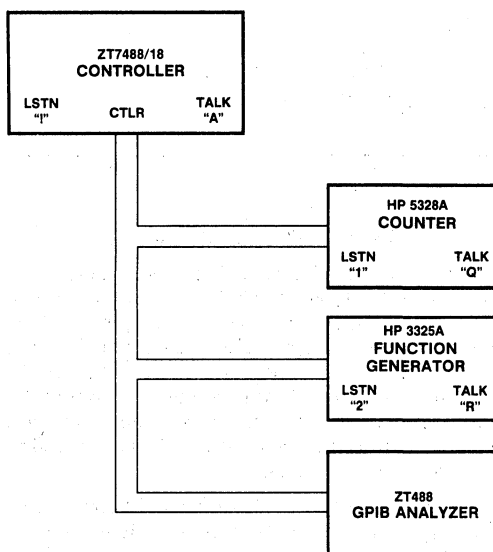 ZT7488/18
CONTROLLER
LSTN CTLR TALK
"!" "A"
HP 5328A
COUNTER
LSTN TALK
"1" "Q"
HP 3325A
FUNCTION
GENERATOR
LSTN TALK
"2" "R"
ZT488
GPIB ANALYZER